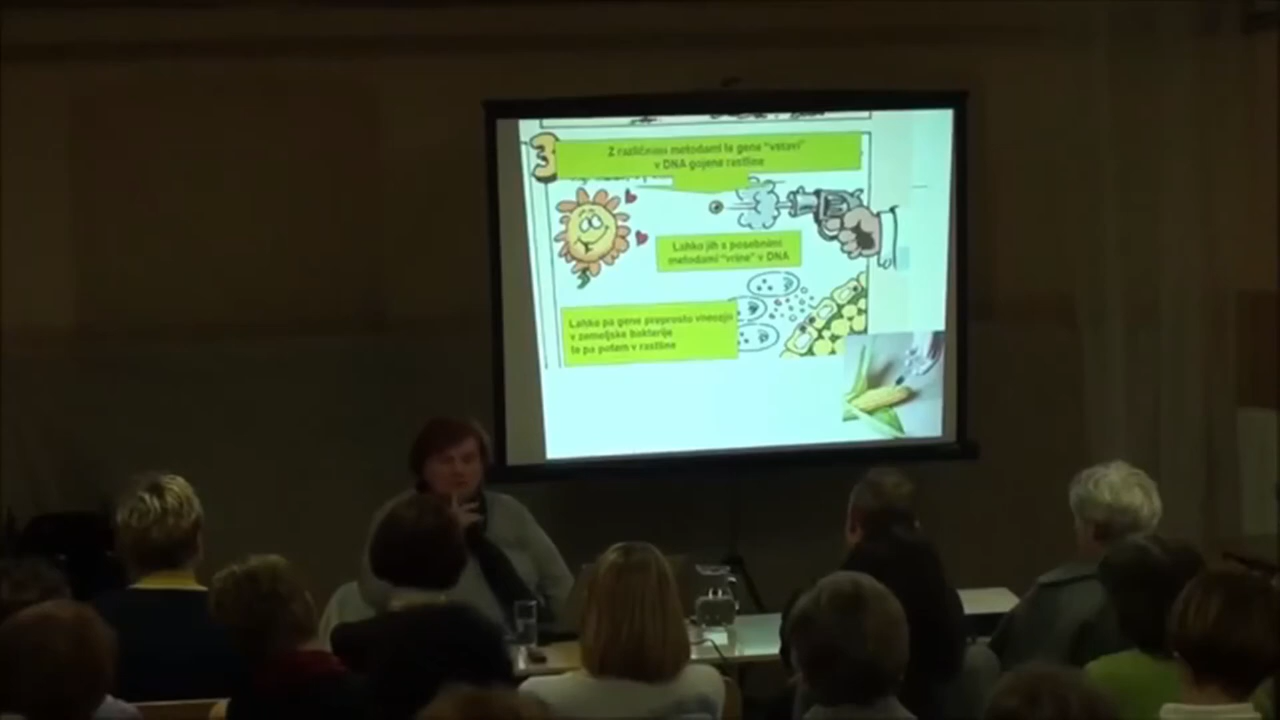 3
Z različnimi metodami te gene "vstavi"
v DNA gojene rastline
Lahko jih s posebnimi
metodami "vrine" v DNA
Lahko pa gene preprosto vnesejo
v zemeljske bakterije
te pa potem v rastline